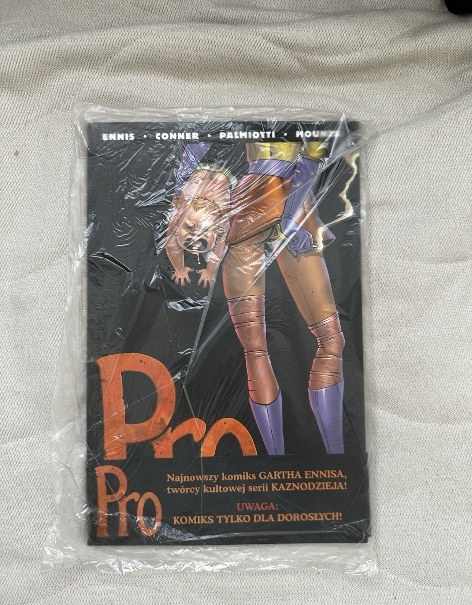 ENNIS • CONNER • PALMIOTTI • MOUNTS
Pro
Pro
Najnowszy komiks GARTHA ENNISA,
twórcy kultowej serii KAZNODZIEJA!
UWAGA:
KOMIKS TYLKO DLA DOROSŁYCH!